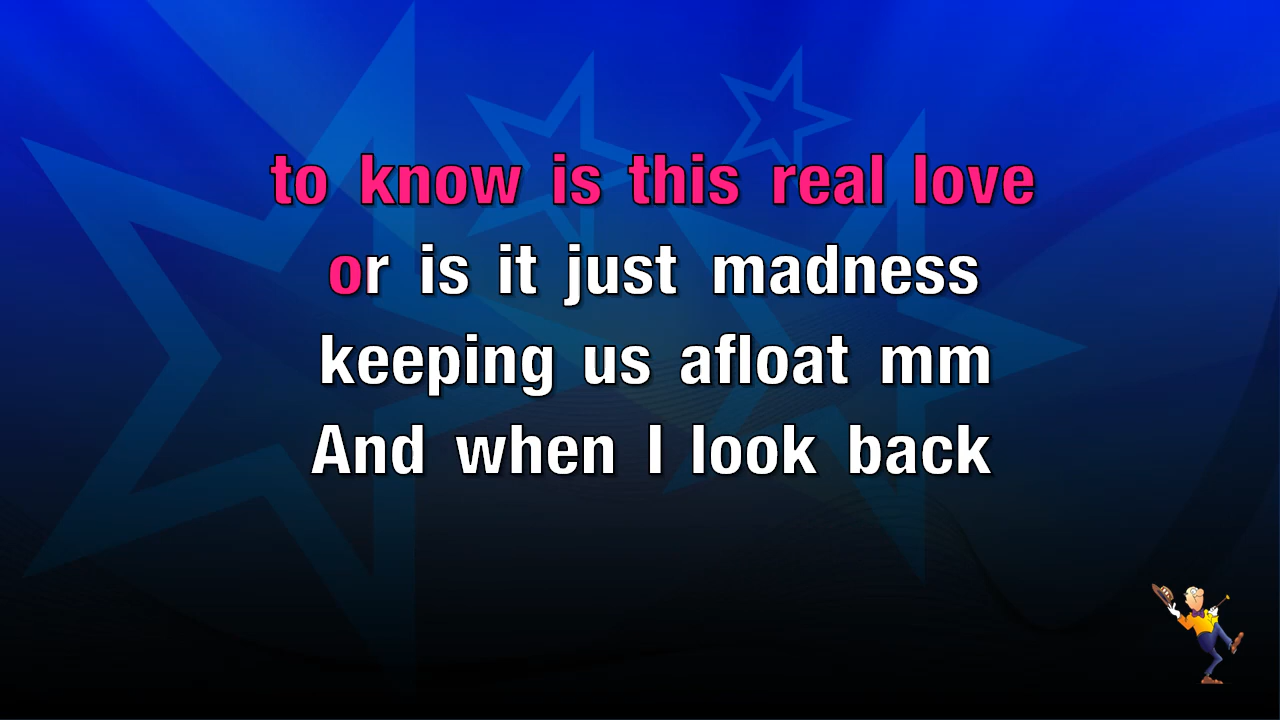 to know is this real love
or is it just madness
keeping us afloat mm
And when I look back